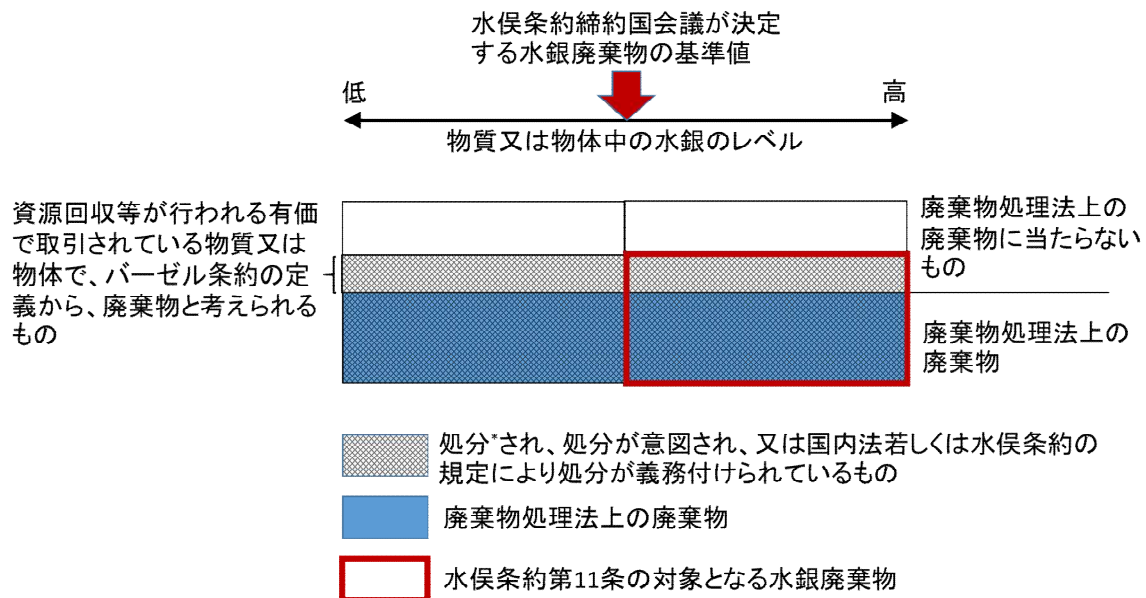 水俣条約締約国会議が決定
する水銀廃棄物の基準値
低
高
物質又は物体中の水銀のレベル
資源回収等が行われる有価
で取引されている物質又は
物体で、バーゼル条約の定
義から、廃棄物と考えられる
もの
廃棄物処理法上の
廃棄物に当たらない
もの
廃棄物処理法上の
廃棄物
処分*され、処分が意図され、又は国内法若しくは水俣条約の
規定により処分が義務付けられているもの
廃棄物処理法上の廃棄物
水俣条約第11条の対象となる水銀廃棄物